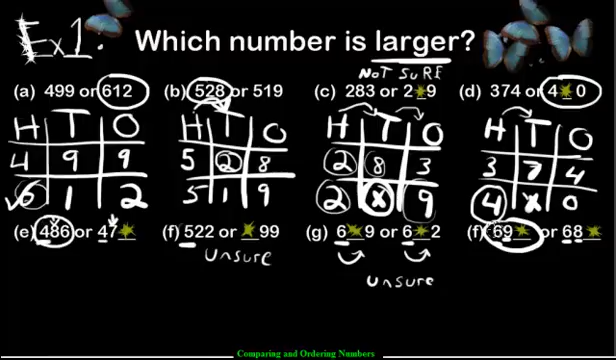 Ex1. Which number is larger?
NOT SURE
(a) 499 or 612 (b) 528 or 519 (c) 283 or 2_9 (d) 374 or 4_0
H T O H T O H T O H T O
4 9 9 5 2 8 2 8 3 3 7 4
6 1 2 5 1 9 2 x 9 4 x 0
(e) 486 or 47_ (f) 522 or _99 (g) 6_9 or 6_2 (f) 69_ or 68_
unsure
unsure
Comparing and Ordering Numbers